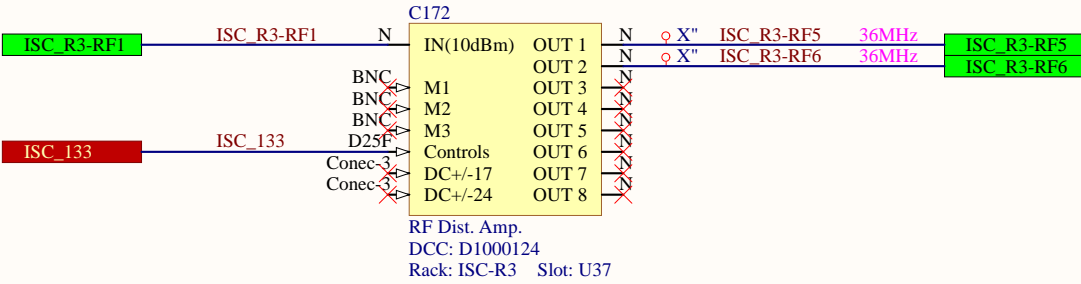 C172
ISC_R3-RF1 ISC_R3-RF1 N IN(10dBm) OUT 1 N X" ISC_R3-RF5 36MHz ISC_R3-RF5
OUT 2 N X" ISC_R3-RF6 36MHz ISC_R3-RF6
BNC M1 OUT 3 N
BNC M2 OUT 4 N
BNC M3 OUT 5 N
ISC_133 ISC_133 D25F Controls OUT 6 N
Conec-3 DC+/-17 OUT 7 N
Conec-3 DC+/-24 OUT 8 N
RF Dist. Amp.
DCC: D1000124
Rack: ISC-R3 Slot: U37